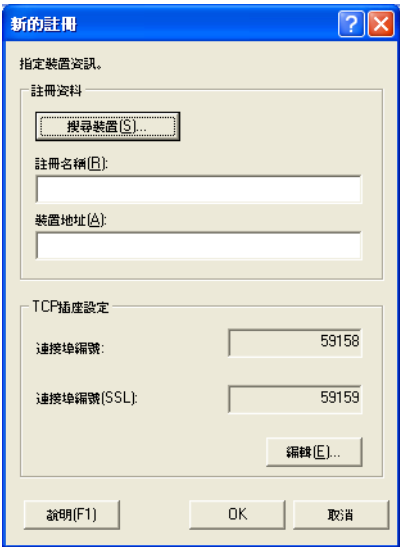 新的註冊
指定裝置資訊。
註冊資料
搜尋裝置(S)...
註冊名稱(R):
裝置地址(A):
TCP插座設定
連接埠編號:
59158
連接埠編號(SSL):
59159
編輯(E)...
說明(F1)
OK
取消